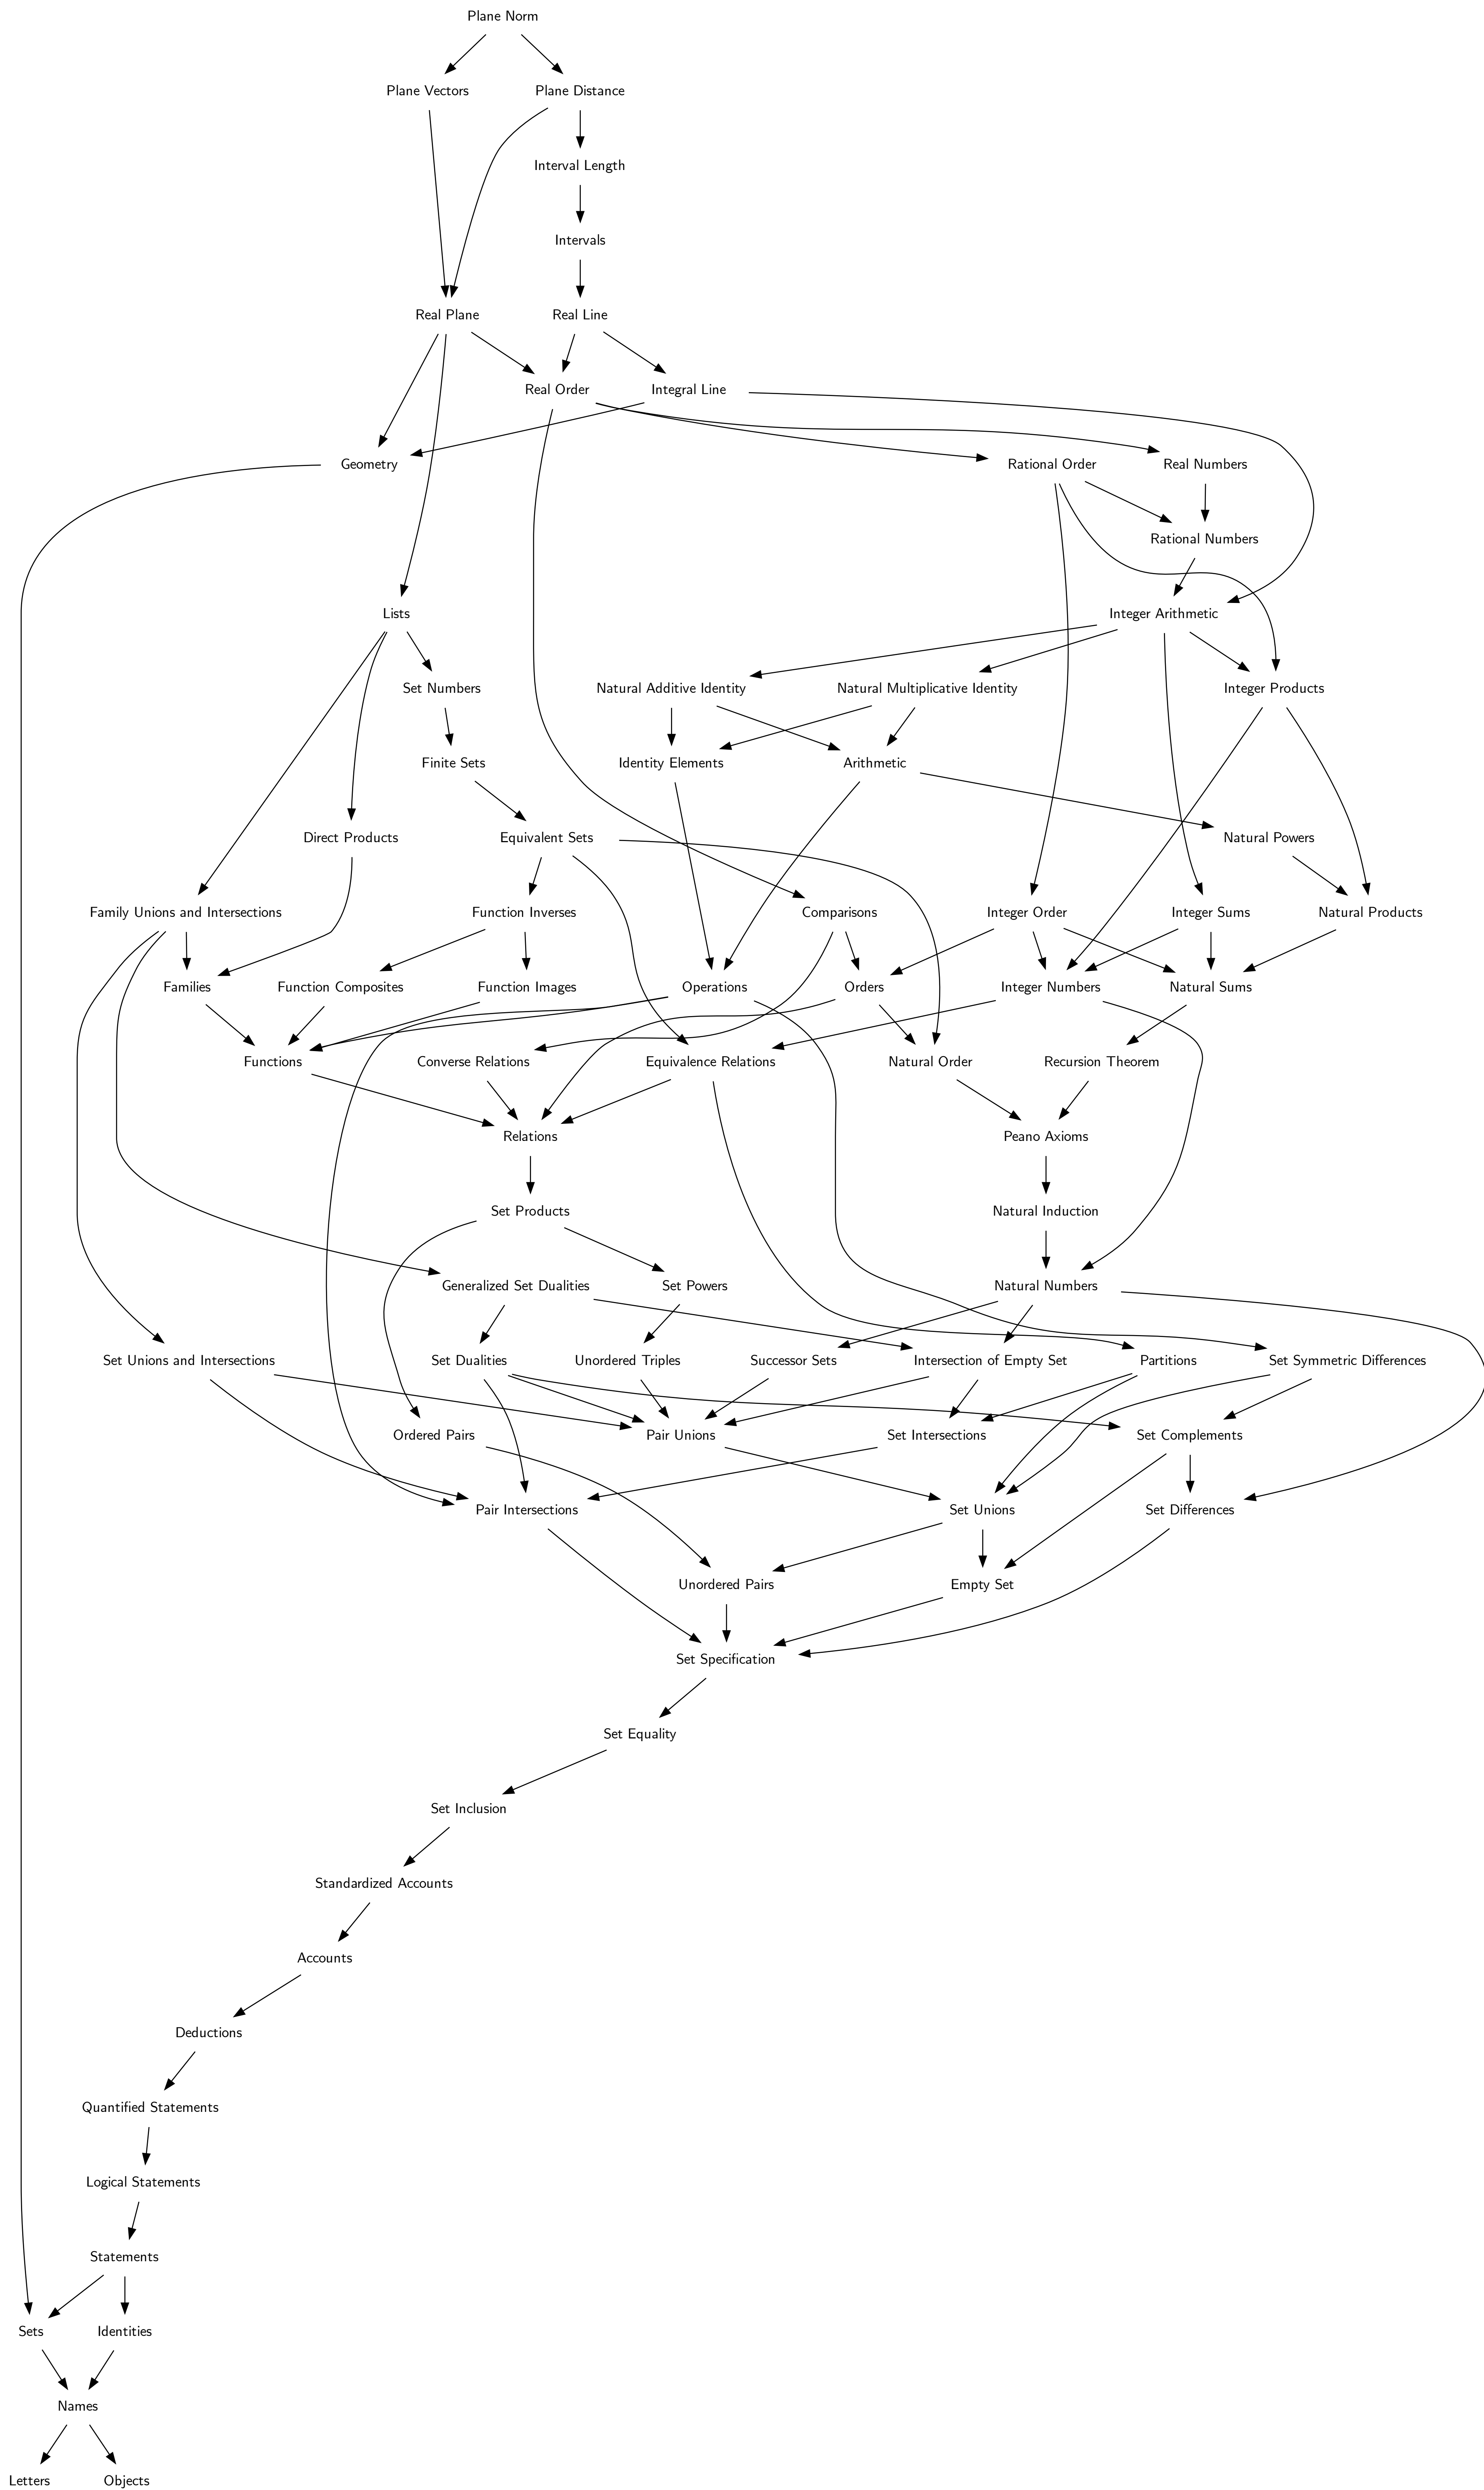 Plane Norm
Plane Vectors
Plane Distance
Interval Length
Intervals
Real Plane
Real Line
Real Order
Integral Line
Geometry
Rational Order
Real Numbers
Rational Numbers
Lists
Integer Arithmetic
Set Numbers
Natural Additive Identity
Natural Multiplicative Identity
Integer Products
Finite Sets
Identity Elements
Arithmetic
Direct Products
Equivalent Sets
Natural Powers
Family Unions and Intersections
Function Inverses
Comparisons
Integer Order
Integer Sums
Natural Products
Families
Function Composites
Function Images
Operations
Orders
Integer Numbers
Natural Sums
Functions
Converse Relations
Equivalence Relations
Natural Order
Recursion Theorem
Relations
Peano Axioms
Set Products
Natural Induction
Generalized Set Dualities
Set Powers
Natural Numbers
Set Unions and Intersections
Set Dualities
Unordered Triples
Successor Sets
Intersection of Empty Set
Partitions
Set Symmetric Differences
Ordered Pairs
Pair Unions
Set Intersections
Set Complements
Pair Intersections
Set Unions
Set Differences
Unordered Pairs
Empty Set
Set Specification
Set Equality
Set Inclusion
Standardized Accounts
Accounts
Deductions
Quantified Statements
Logical Statements
Statements
Sets
Identities
Names
Letters
Objects